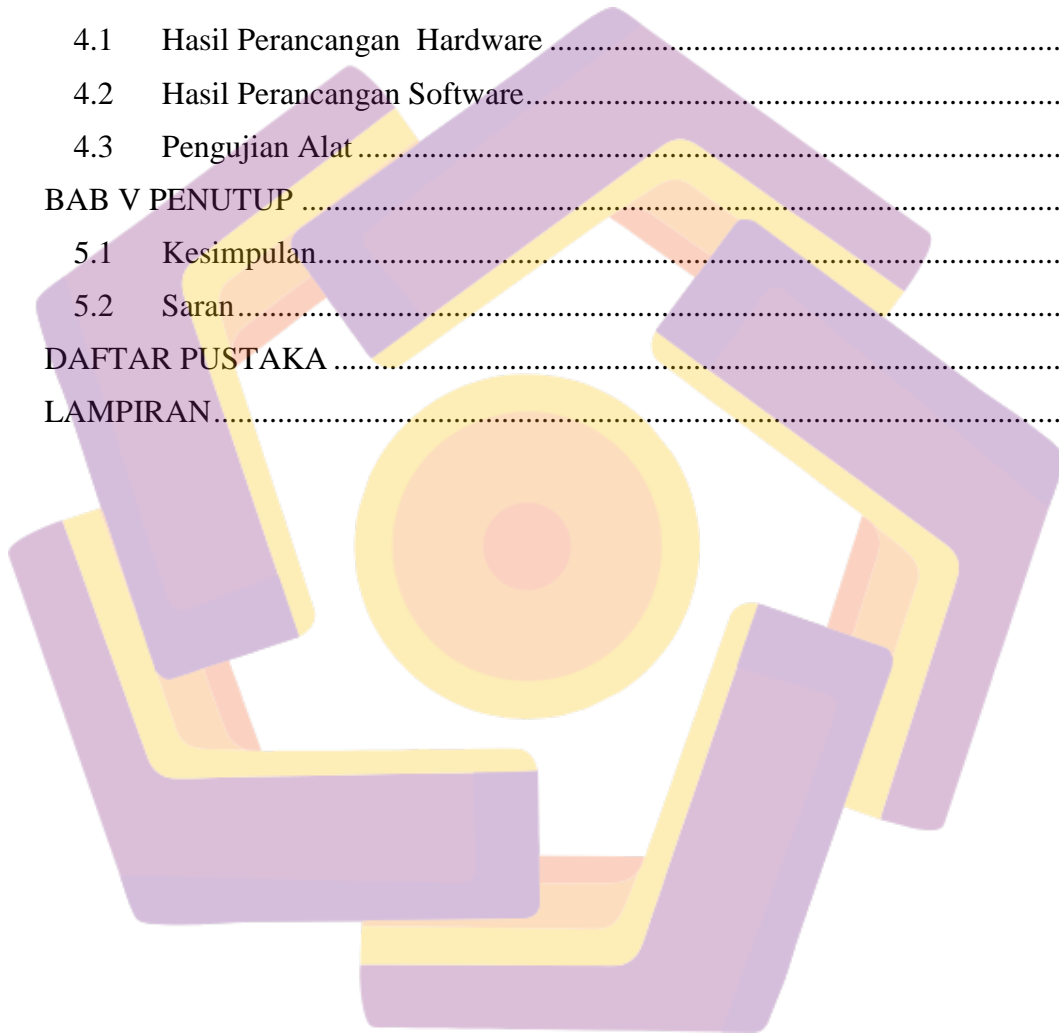 4.1 Hasil Perancangan  Hardware ..........................................................................
4.2 Hasil Perancangan Software..........................................................................
4.3 Pengujian Alat ..........................................................................
BAB V PENUTUP ..........................................................................
5.1 Kesimpulan..........................................................................
5.2 Saran..........................................................................
DAFTAR PUSTAKA ..........................................................................
LAMPIRAN..........................................................................